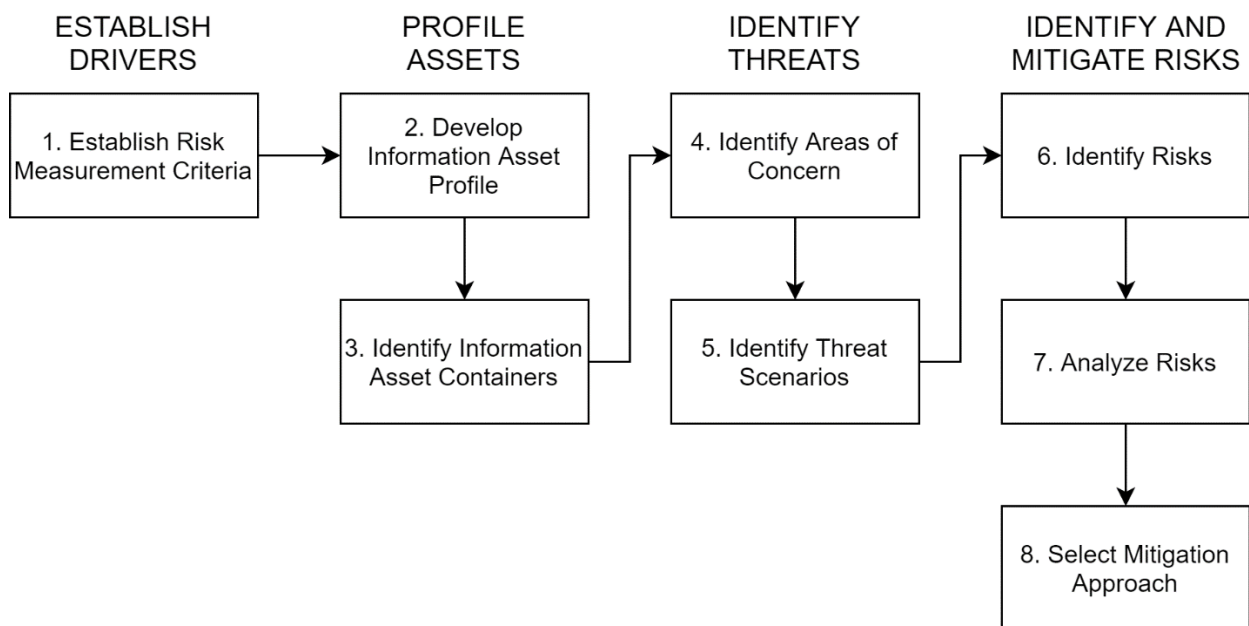 ESTABLISH
DRIVERS
PROFILE
ASSETS
IDENTIFY
THREATS
IDENTIFY AND
MITIGATE RISKS
1. Establish Risk
Measurement Criteria
2. Develop
Information Asset
Profile
3. Identify Information
Asset Containers
4. Identify Areas of
Concern
5. Identify Threat
Scenarios
6. Identify Risks
7. Analyze Risks
8. Select Mitigation
Approach